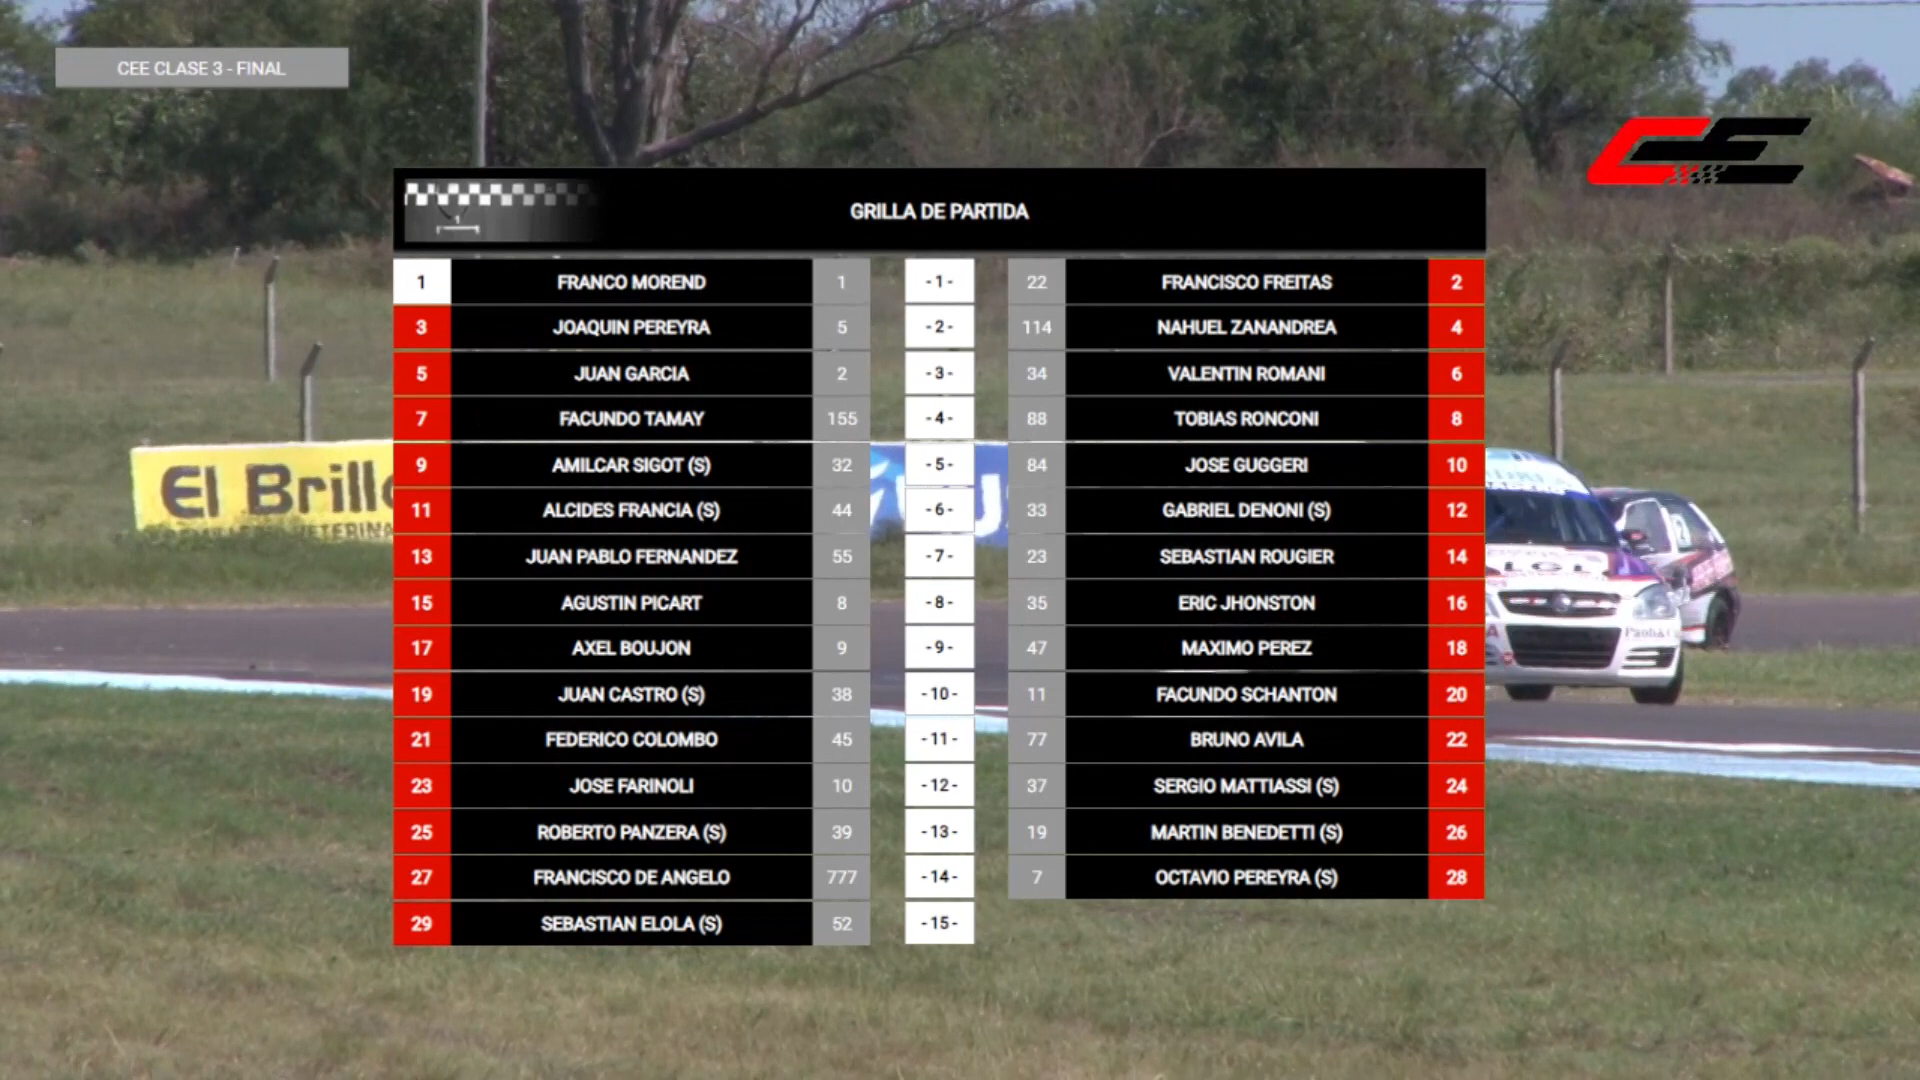 CEE CLASE 3 - FINAL
GRILLA DE PARTIDA
1 FRANCO MOREND 1 -1- 22 FRANCISCO FREITAS 2
3 JOAQUIN PEREYRA 5 -2- 114 NAHUEL ZANANDREA 4
5 JUAN GARCIA 2 -3- 34 VALENTIN ROMANI 6
7 FACUNDO TAMAY 155 -4- 88 TOBIAS RONCONI 8
9 AMILCAR SIGOT (S) 32 -5- 84 JOSE GUGGERI 10
11 ALCIDES FRANCIA (S) 44 -6- 33 GABRIEL DENONI (S) 12
13 JUAN PABLO FERNANDEZ 55 -7- 23 SEBASTIAN ROUGIER 14
15 AGUSTIN PICART 8 -8- 35 ERIC JHONSTON 16
17 AXEL BOUJON 9 -9- 47 MAXIMO PEREZ 18
19 JUAN CASTRO (S) 38 -10- 11 FACUNDO SCHANTON 20
21 FEDERICO COLOMBO 45 -11- 77 BRUNO AVILA 22
23 JOSE FARINOLI 10 -12- 37 SERGIO MATTIASSI (S) 24
25 ROBERTO PANZERA (S) 39 -13- 19 MARTIN BENEDETTI (S) 26
27 FRANCISCO DE ANGELO 777 -14- 7 OCTAVIO PEREYRA (S) 28
29 SEBASTIAN ELOLA (S) 52 -15-
El Brill